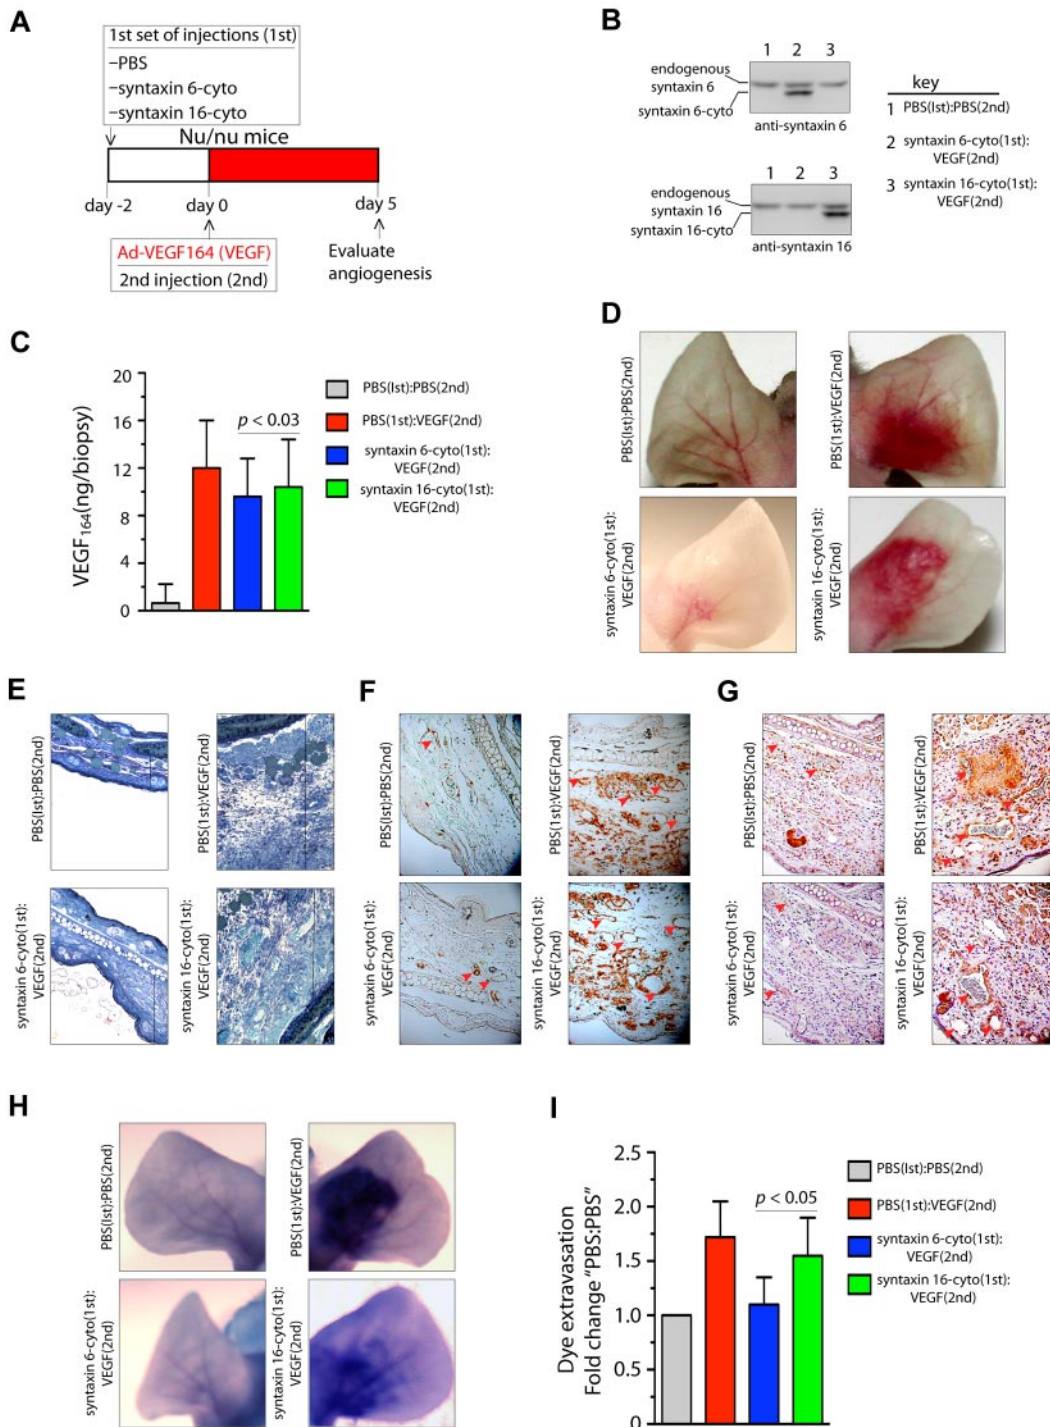 A
1st set of injections (1st)
–PBS
–syntaxin 6-cyto
–syntaxin 16-cyto
Nu/nu mice
day -2
day 0
day 5
Ad-VEGF164 (VEGF)
2nd injection (2nd)
Evaluate
angiogenesis
B
1 2 3
endogenous
syntaxin 6
syntaxin 6-cyto
anti-syntaxin 6
1 2 3
endogenous
syntaxin 16
syntaxin 16-cyto
anti-syntaxin 16
key
1 PBS(Ist):PBS(2nd)
2 syntaxin 6-cyto(1st):
VEGF(2nd)
3 syntaxin 16-cyto(1st):
VEGF(2nd)
C
VEGF164(ng/biopsy)
20
16
12
8
4
0
p < 0.03
PBS(Ist):PBS(2nd)
PBS(1st):VEGF(2nd)
syntaxin 6-cyto(1st):
VEGF(2nd)
syntaxin 16-cyto(1st):
VEGF(2nd)
D
PBS(Ist):PBS(2nd)
PBS(1st):VEGF(2nd)
syntaxin 6-cyto(1st):
VEGF(2nd)
syntaxin 16-cyto(1st):
VEGF(2nd)
E
PBS(Ist):PBS(2nd)
PBS(1st):VEGF(2nd)
syntaxin 6-cyto(1st):
VEGF(2nd)
syntaxin 16-cyto(1st):
VEGF(2nd)
F
PBS(Ist):PBS(2nd)
PBS(1st):VEGF(2nd)
syntaxin 6-cyto(1st):
VEGF(2nd)
syntaxin 16-cyto(1st):
VEGF(2nd)
G
PBS(Ist):PBS(2nd)
PBS(1st):VEGF(2nd)
syntaxin 6-cyto(1st):
VEGF(2nd)
syntaxin 16-cyto(1st):
VEGF(2nd)
H
PBS(Ist):PBS(2nd)
PBS(1st):VEGF(2nd)
syntaxin 6-cyto(1st):
VEGF(2nd)
syntaxin 16-cyto(1st):
VEGF(2nd)
I
Dye extravasation
Fold change "PBS:PBS"
2.5
2.0
1.5
1.0
0.5
0
p < 0.05
PBS(Ist):PBS(2nd)
PBS(1st):VEGF(2nd)
syntaxin 6-cyto(1st):
VEGF(2nd)
syntaxin 16-cyto(1st):
VEGF(2nd)